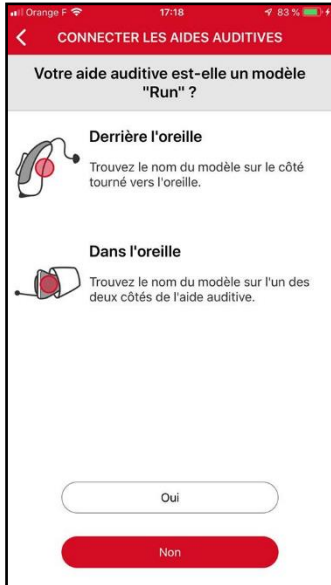 Orange F 17:18 83 %
CONNECTER LES AIDES AUDITIVES
Votre aide auditive est-elle un modèle
"Run" ?
Derrière l'oreille
Trouvez le nom du modèle sur le côté
tourné vers l'oreille.
Dans l'oreille
Trouvez le nom du modèle sur l'un des
deux côtés de l'aide auditive.
Oui
Non